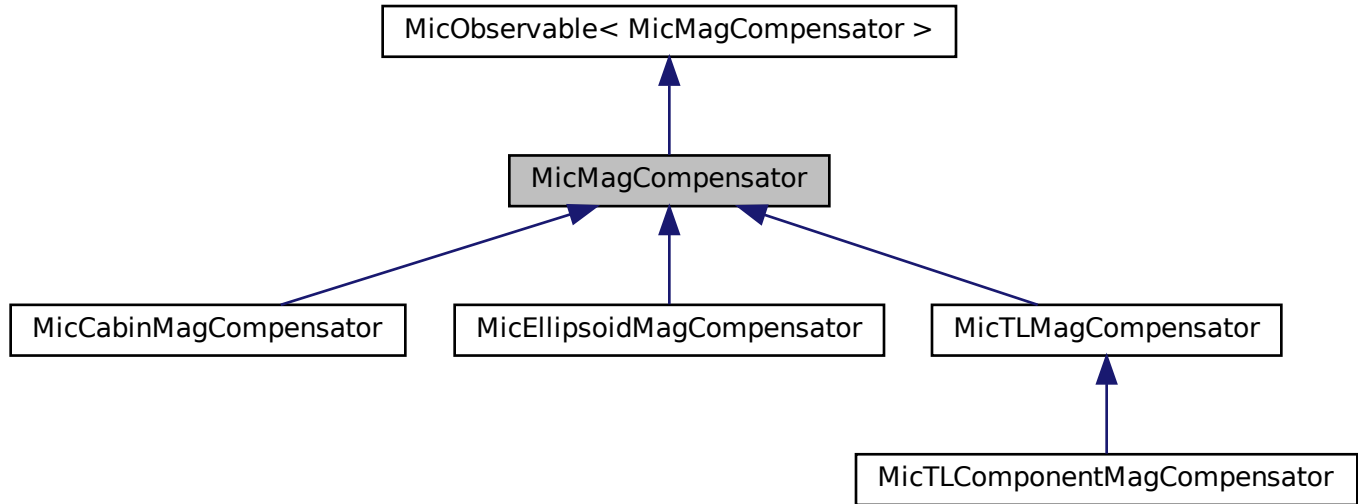 MicObservable< MicMagCompensator >
MicMagCompensator
MicCabinMagCompensator
MicEllipsoidMagCompensator
MicTLMagCompensator
MicTLComponentMagCompensator